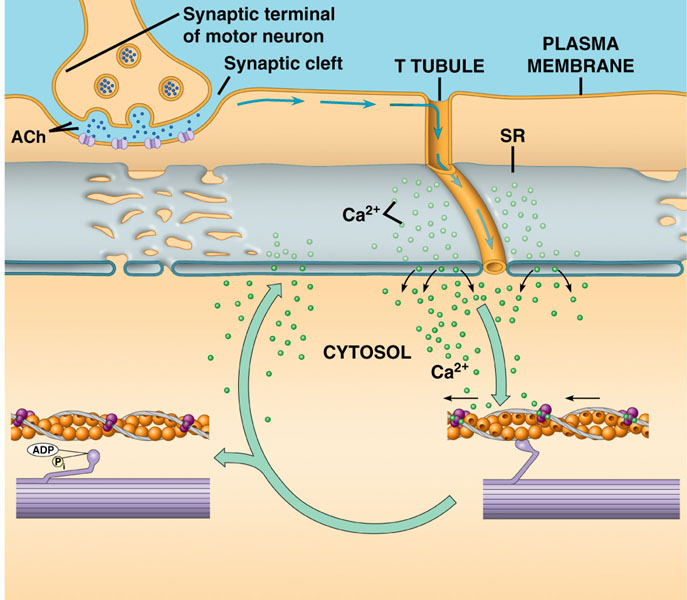 Synaptic terminal
of motor neuron
Synaptic cleft
T TUBULE
PLASMA
MEMBRANE
ACh
SR
Ca²⁺
CYTOSOL
Ca²⁺
ADP
Pᵢ